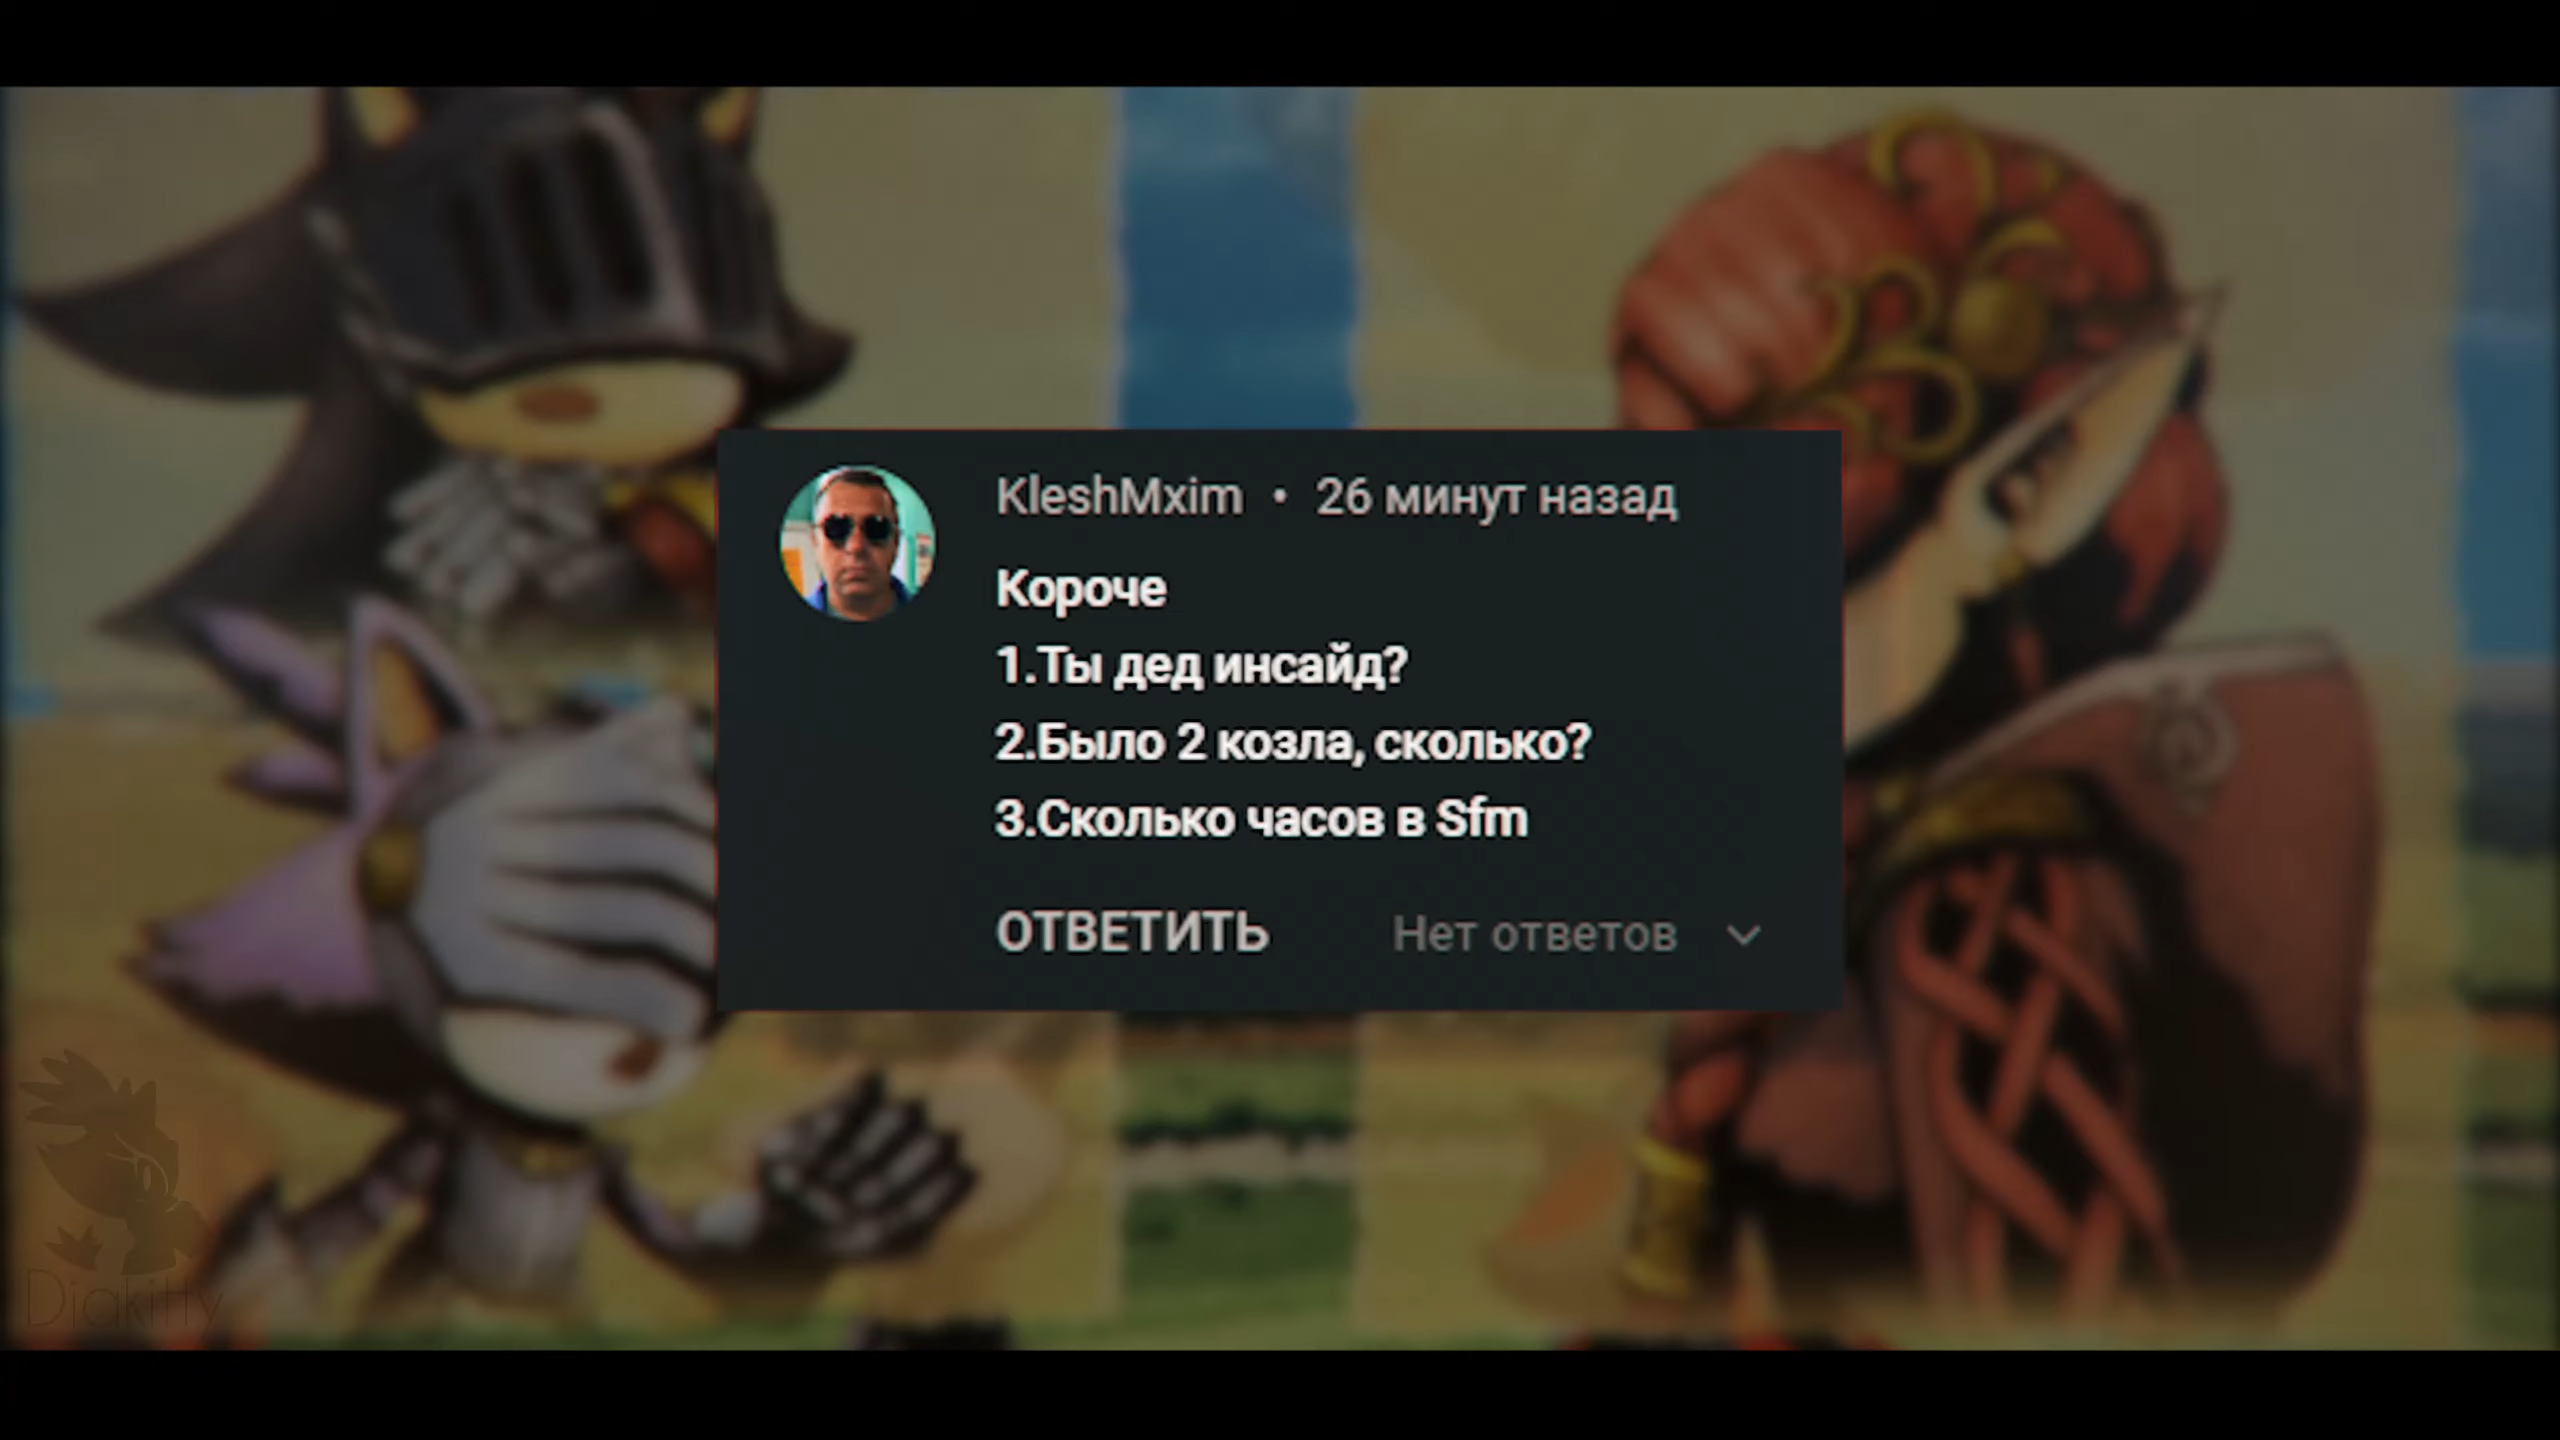 KleshMxim • 26 минут назад
Короче
1.Ты дед инсайд?
2.Было 2 козла, сколько?
3.Сколько часов в Sfm
ОТВЕТИТЬ Нет ответов
Diakitty